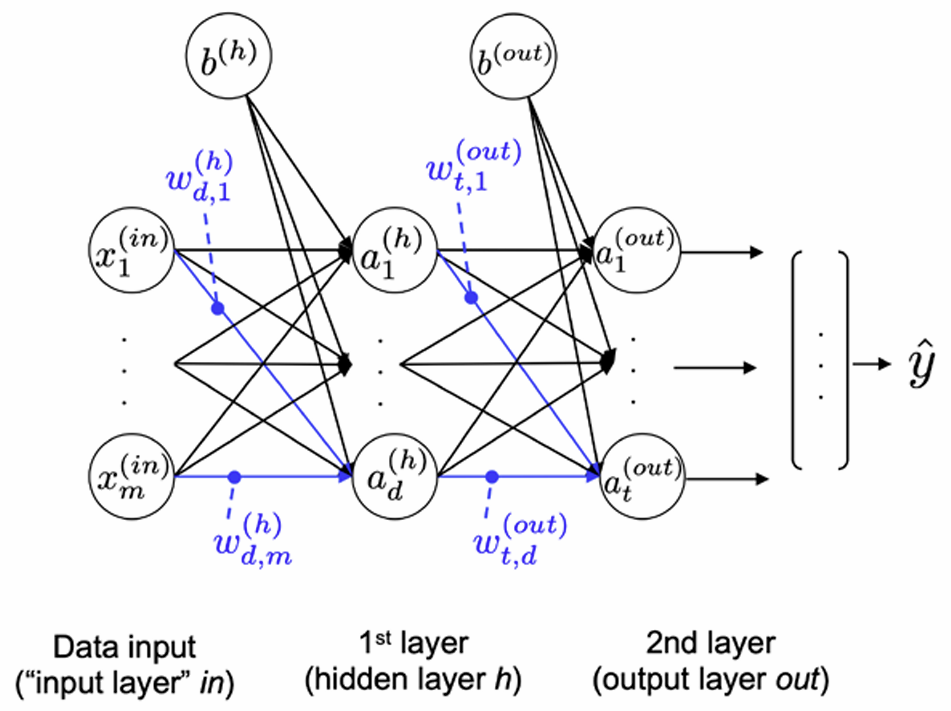 b^(h)
b^(out)
w_{d,1}^(h)
w_{t,1}^(out)
x_1^(in)
a_1^(h)
a_1^(out)
ŷ
x_m^(in)
a_d^(h)
a_t^(out)
w_{d,m}^(h)
w_{t,d}^(out)
Data input
(“input layer” in)
1st layer
(hidden layer h)
2nd layer
(output layer out)